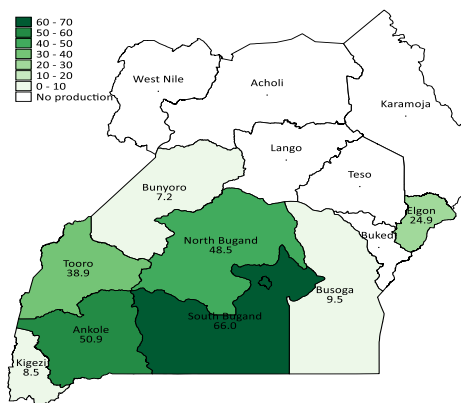 60 - 70
50 - 60
40 - 50
30 - 40
20 - 30
10 - 20
0 - 10
No production
West Nile
Acholi
Karamoja
Lango
Teso
Bunyoro
7.2
Elgon
24.9
Bukedi
North Bugand
48.5
Tooro
38.9
Busoga
9.5
South Bugand
66.0
Ankole
50.9
Kigezi
8.5